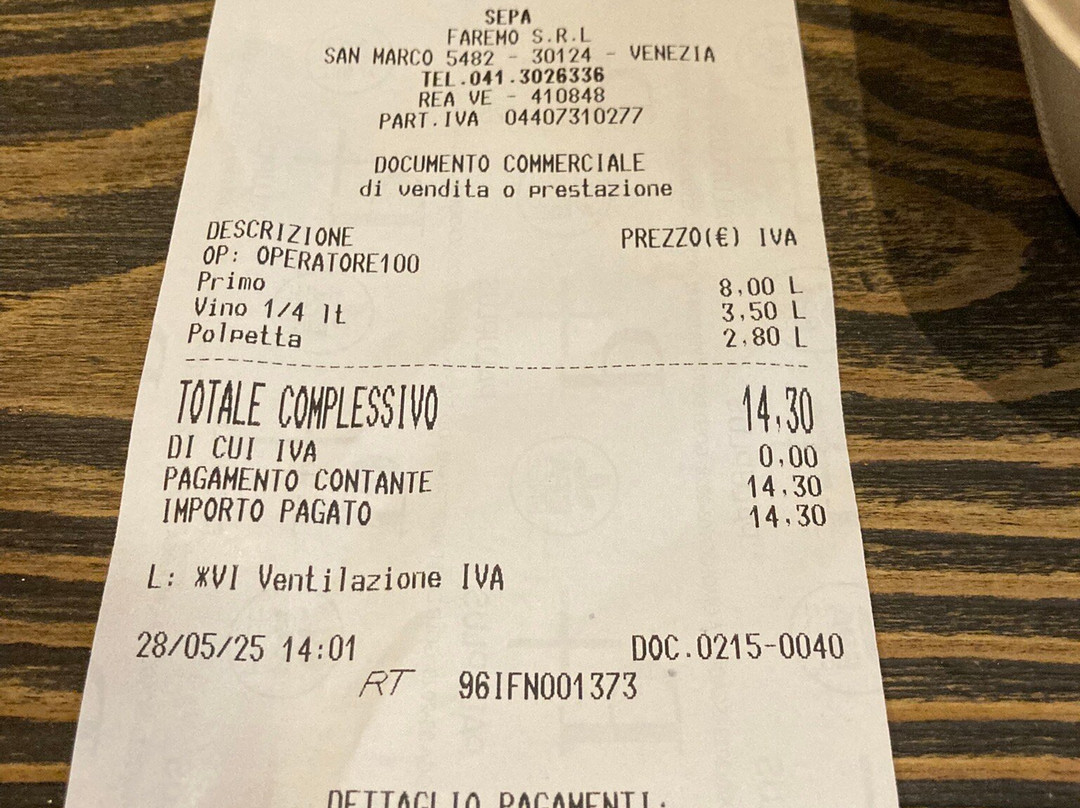 SEPA
FAREMO S.R.L
SAN MARCO 5482 - 30124 - VENEZIA
TEL.041.3026336
REA VE - 410848
PART.IVA 04407310277
DOCUMENTO COMMERCIALE
di vendita o prestazione
DESCRIZIONE PREZZO(€) IVA
OP: OPERATORE100
Primo 8,00 L
Vino 1/4 lt 3,50 L
Polpetta 2,80 L
TOTALE COMPLESSIVO 14,30
DI CUI IVA 0,00
PAGAMENTO CONTANTE 14,30
IMPORTO PAGATO 14,30
L: *VI Ventilazione IVA
28/05/25 14:01 DOC.0215-0040
RT 96IFN001373
DETTAGLIO PAGAMENTI: